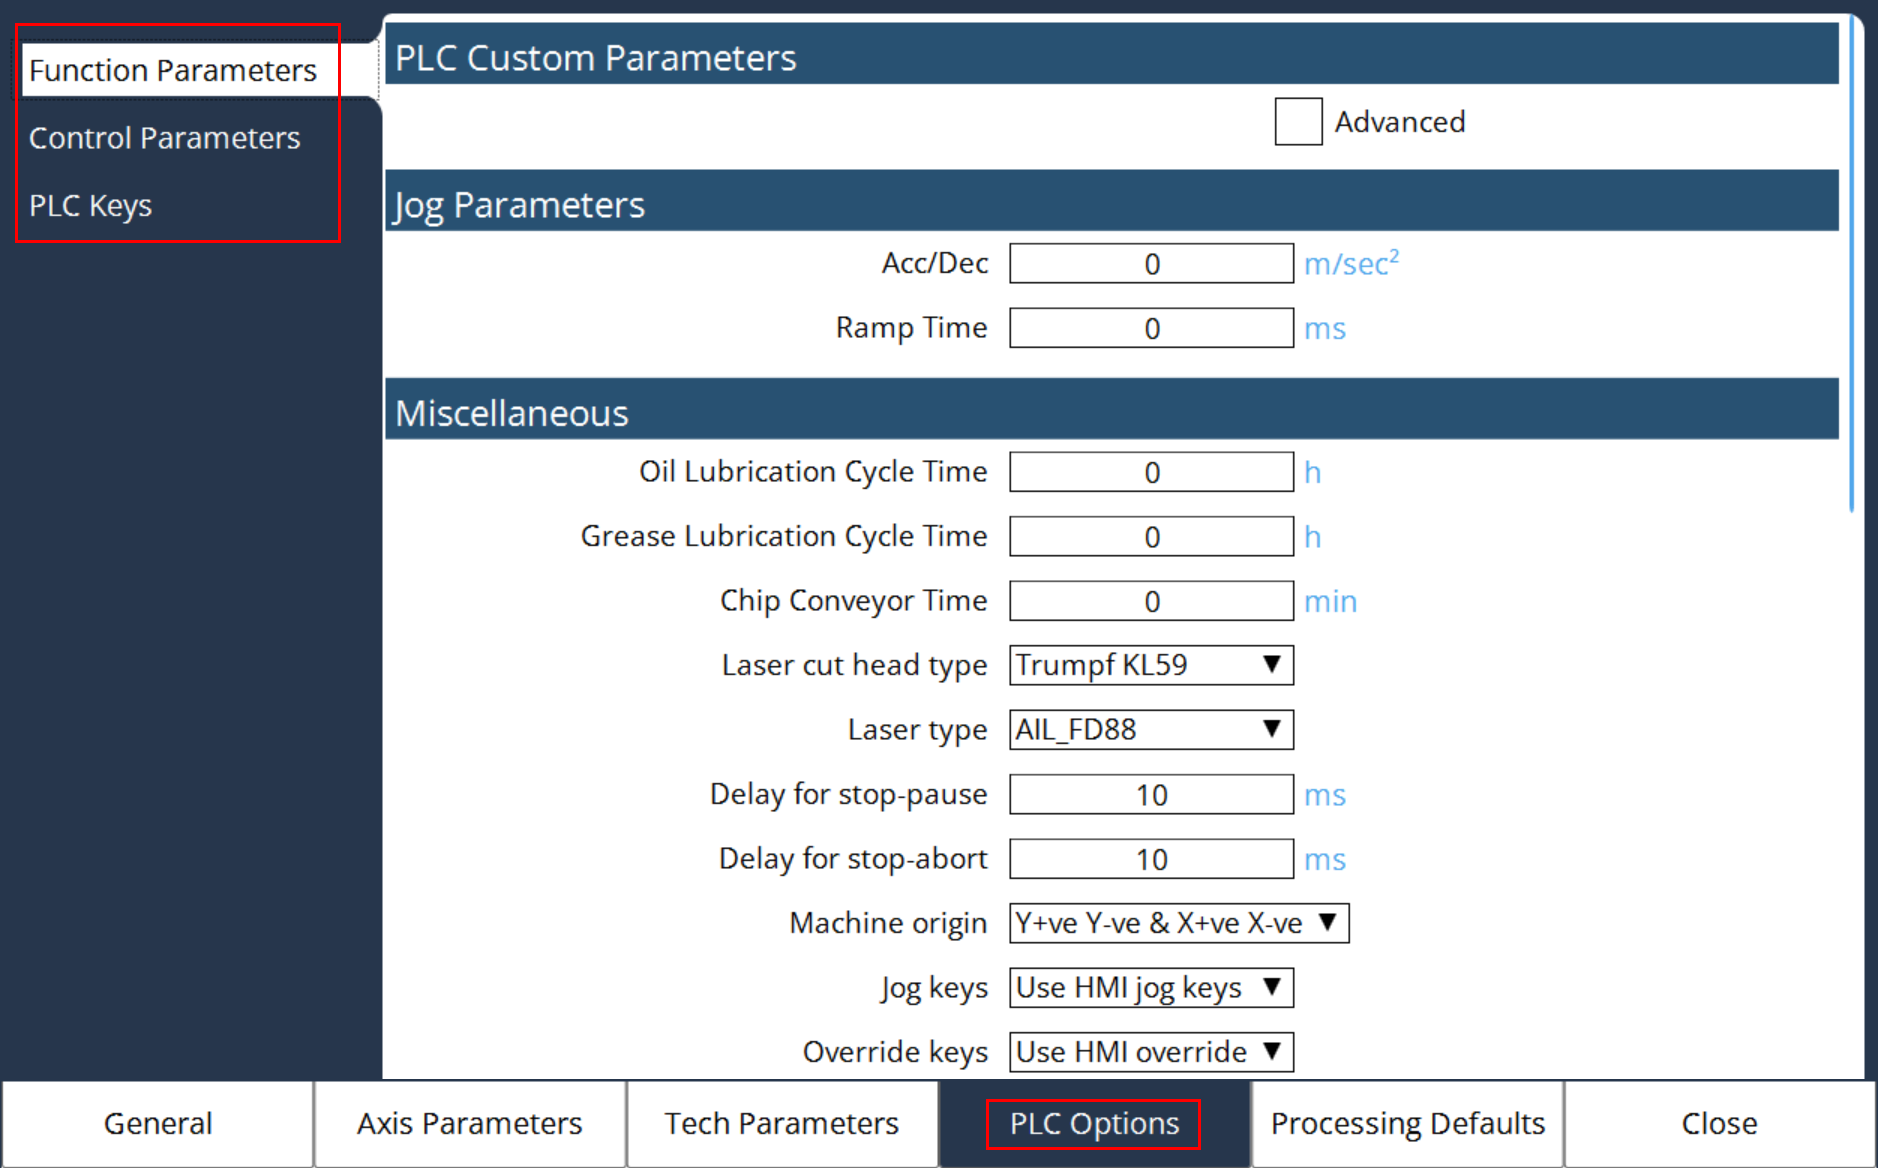 Function Parameters
Control Parameters
PLC Keys
PLC Custom Parameters
Advanced
Jog Parameters
Acc/Dec 0 m/sec²
Ramp Time 0 ms
Miscellaneous
Oil Lubrication Cycle Time 0 h
Grease Lubrication Cycle Time 0 h
Chip Conveyor Time 0 min
Laser cut head type Trumpf KL59
Laser type AIL_FD88
Delay for stop-pause 10 ms
Delay for stop-abort 10 ms
Machine origin Y+ve Y-ve & X+ve X-ve
Jog keys Use HMI jog keys
Override keys Use HMI override
General Axis Parameters Tech Parameters PLC Options Processing Defaults Close